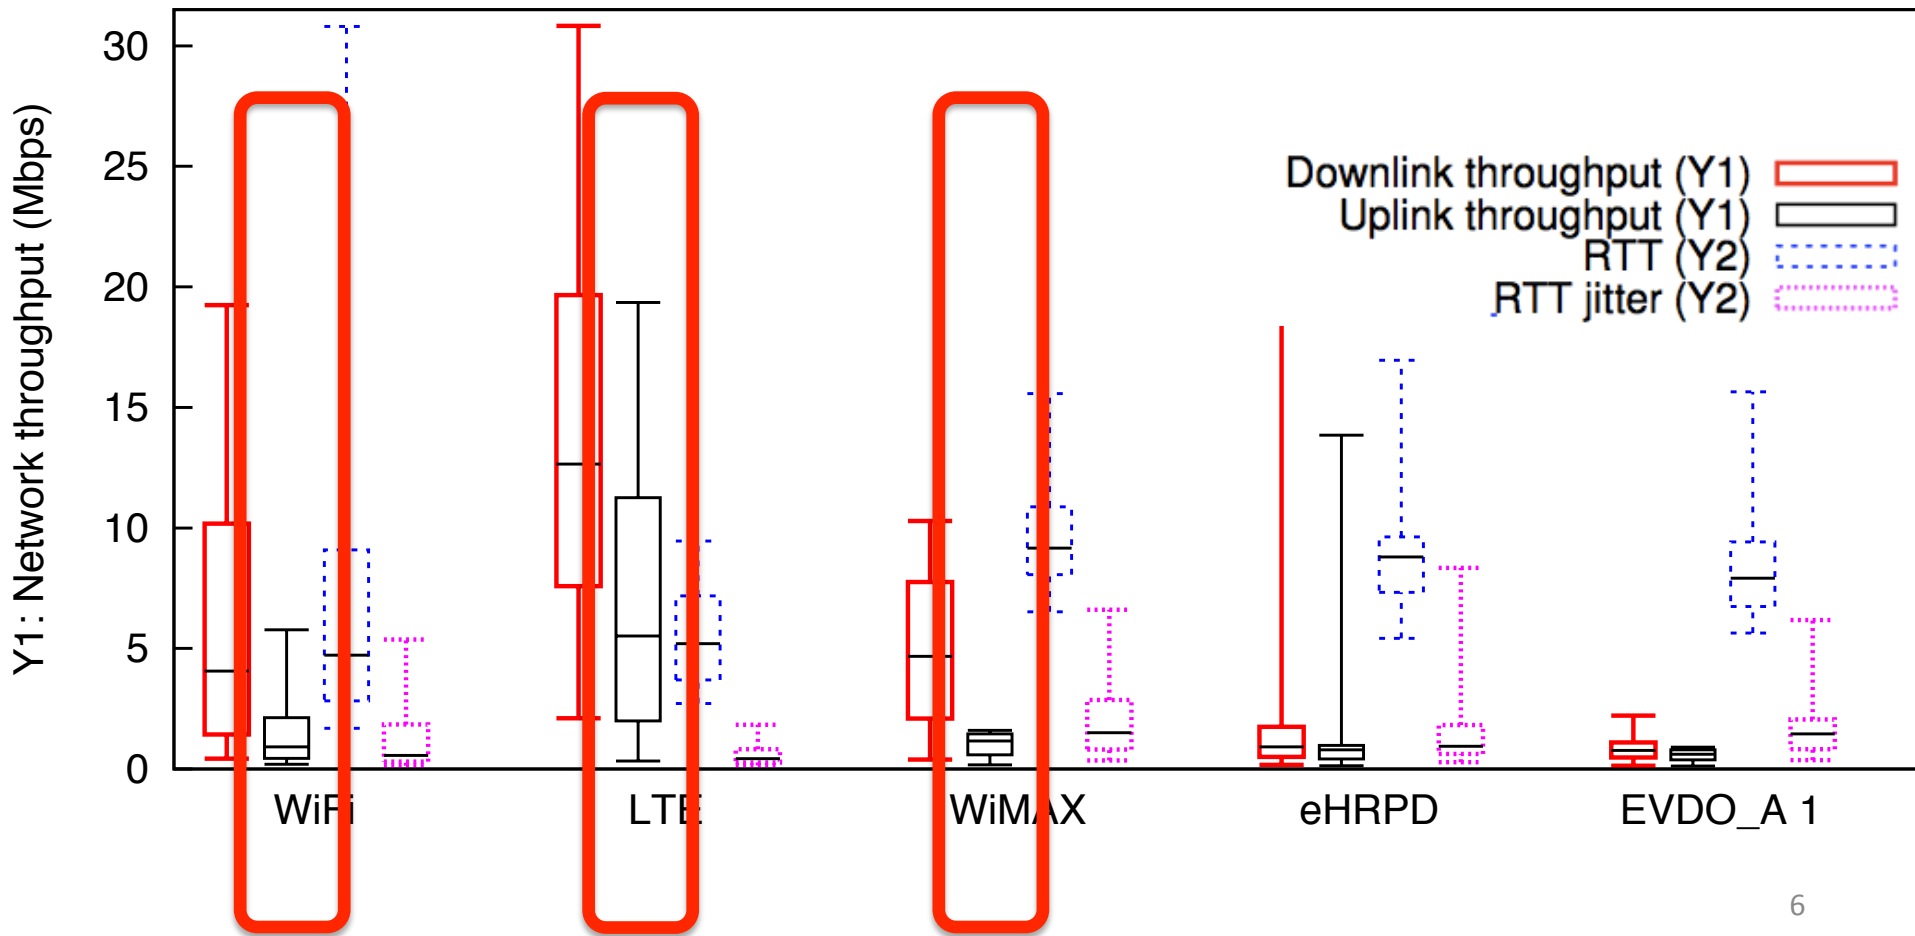 Y1: Network throughput (Mbps)
30
25
20
15
10
5
0
Downlink throughput (Y1)
Uplink throughput (Y1)
RTT (Y2)
RTT jitter (Y2)
WiFi LTE WiMAX eHRPD EVDO_A 1
6